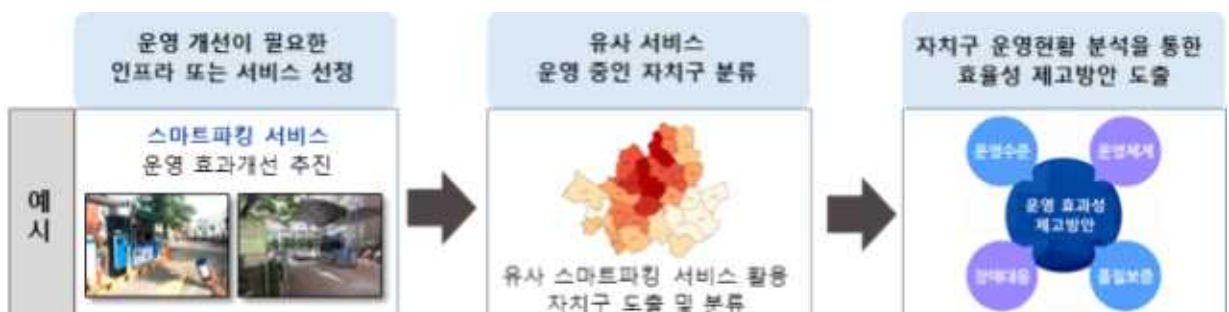 운영 개선이 필요한
인프라 또는 서비스 선정
유사 서비스
운영 중인 자치구 분류
자치구 운영현황 분석을 통한
효율성 제고방안 도출
예
시
스마트파킹 서비스
운영 효과개선 추진
유사 스마트파킹 서비스 활용
자치구 도출 및 분류
운영수준
운영체계
운영 효과성
제고방안
장애대응
품질보증